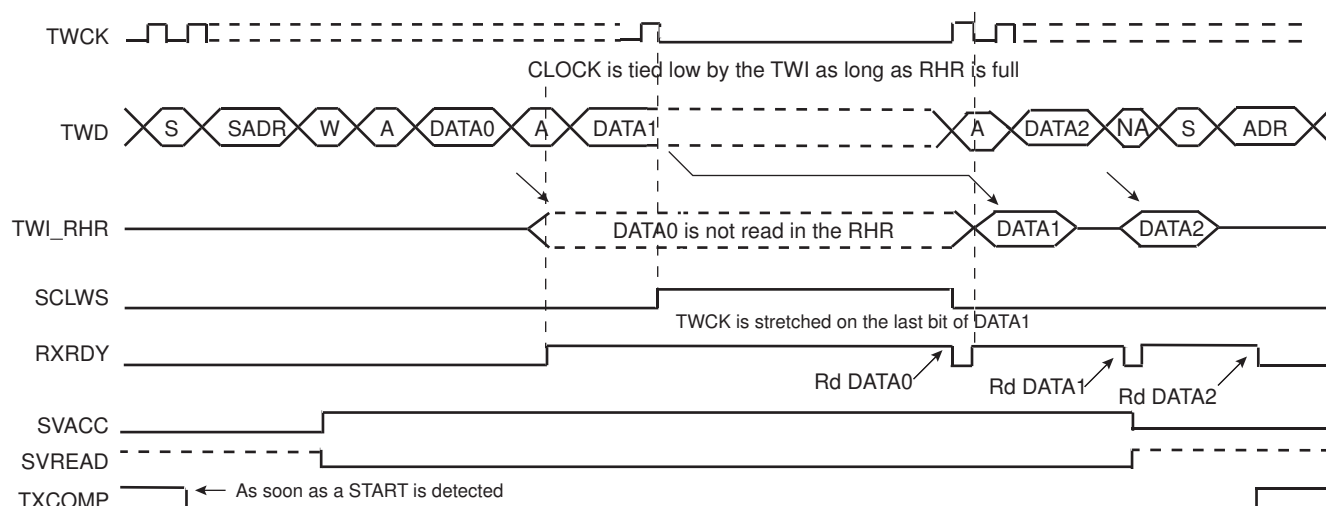 TWCK
CLOCK is tied low by the TWI as long as RHR is full
TWD S SADR W A DATA0 A DATA1 A DATA2 NA S ADR
TWI_RHR DATA0 is not read in the RHR DATA1 DATA2
SCLWS
TWCK is stretched on the last bit of DATA1
RXRDY
Rd DATA0 Rd DATA1 Rd DATA2
SVACC
SVREAD
TXCOMP As soon as a START is detected